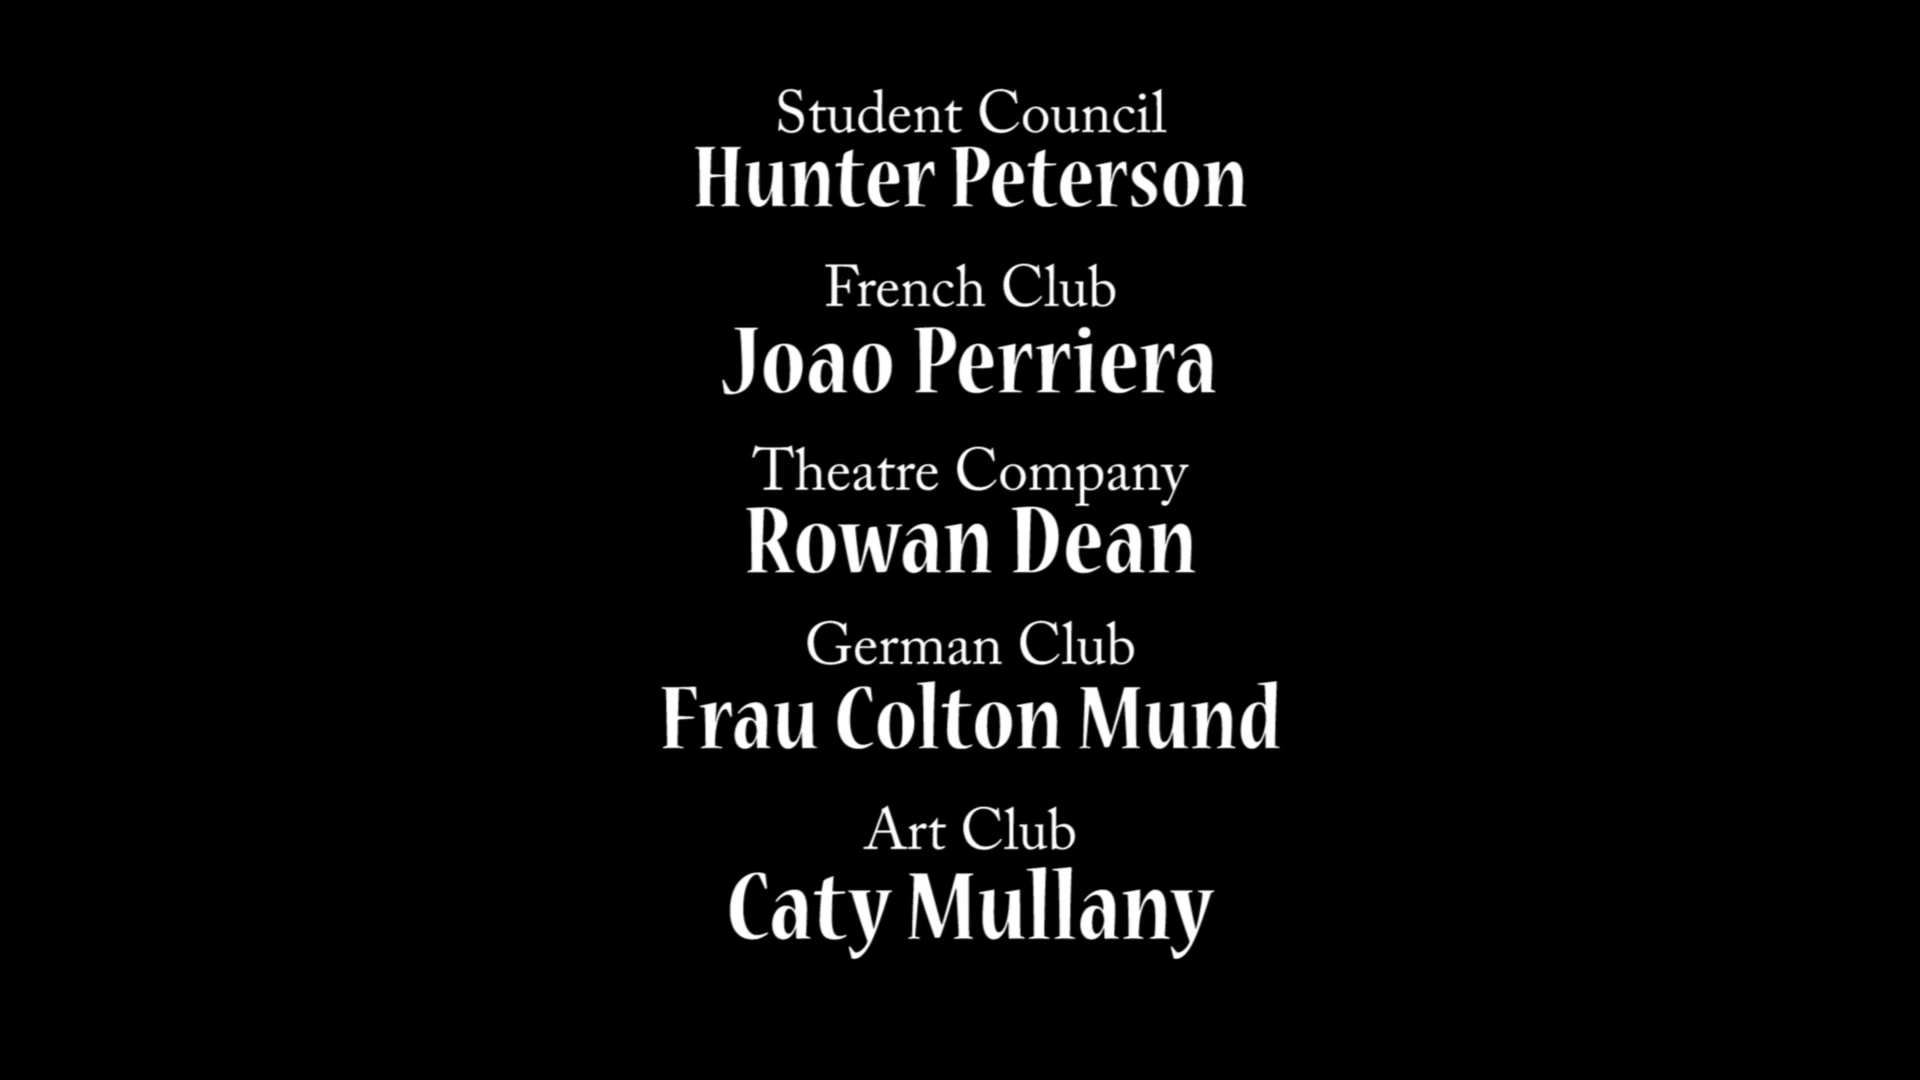 Student Council
Hunter Peterson
French Club
Joao Perriera
Theatre Company
Rowan Dean
German Club
Frau Colton Mund
Art Club
Caty Mullany